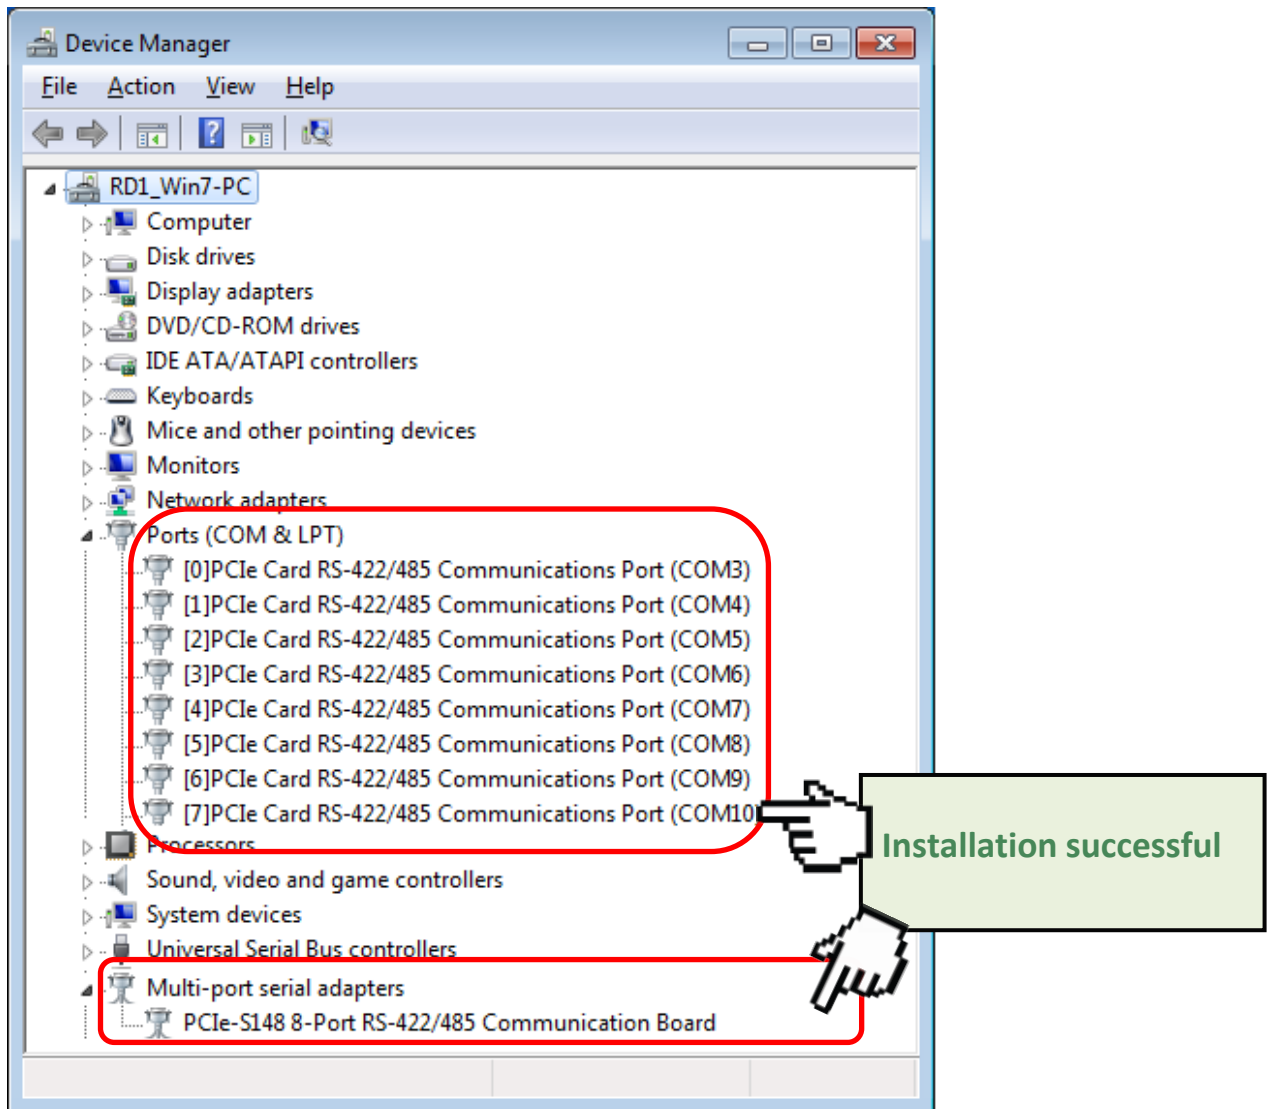 Device Manager
File Action View Help
RD1_Win7-PC
Computer
Disk drives
Display adapters
DVD/CD-ROM drives
IDE ATA/ATAPI controllers
Keyboards
Mice and other pointing devices
Monitors
Network adapters
Ports (COM & LPT)
[0]PCIe Card RS-422/485 Communications Port (COM3)
[1]PCIe Card RS-422/485 Communications Port (COM4)
[2]PCIe Card RS-422/485 Communications Port (COM5)
[3]PCIe Card RS-422/485 Communications Port (COM6)
[4]PCIe Card RS-422/485 Communications Port (COM7)
[5]PCIe Card RS-422/485 Communications Port (COM8)
[6]PCIe Card RS-422/485 Communications Port (COM9)
[7]PCIe Card RS-422/485 Communications Port (COM10)
Processors
Installation successful
Sound, video and game controllers
System devices
Universal Serial Bus controllers
Multi-port serial adapters
PCIe-S148 8-Port RS-422/485 Communication Board